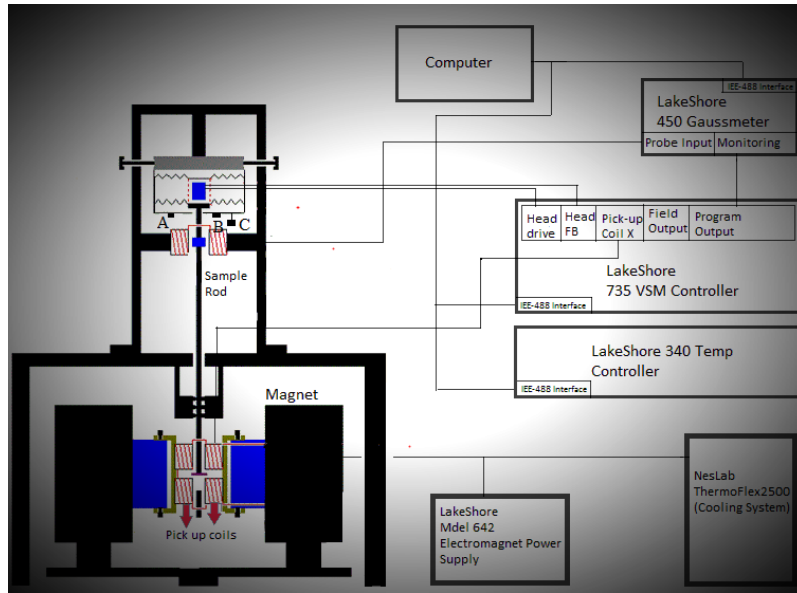 Computer
IEE-488 Interface
LakeShore
450 Gaussmeter
Probe Input
Monitoring
A
B
C
Head
drive
Head
FB
Pick-up
Coil X
Field
Output
Program
Output
Sample
Rod
LakeShore
735 VSM Controller
IEE-488 Interface
LakeShore 340 Temp
Controller
IEE-488 Interface
Magnet
Pick up coils
LakeShore
Mdel 642
Electromagnet Power
Supply
NesLab
ThermoFlex2500
(Cooling System)